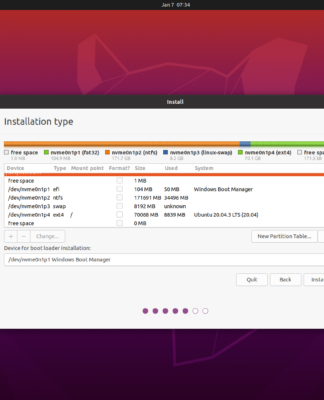 Jan 7 07:34
Install
Installation type
free space nvme0n1p1 (fat32) nvme0n1p2 (ntfs) nvme0n1p3 (linux-swap) nvme0n1p4 (ext4) free space
1.0 MB 104.9 MB 171.7 GB 8.2 GB 70.1 GB
Device Type Mount point Format? Size Used System
free space 1 MB
/dev/nvme0n1p1 efi 104 MB 50 MB Windows Boot Manager
/dev/nvme0n1p2 ntfs 171691 MB 34496 MB
/dev/nvme0n1p3 swap 8192 MB unknown
/dev/nvme0n1p4 ext4 / 70068 MB 8839 MB Ubuntu 20.04.3 LTS (20.04)
free space 0 MB
+ − Change... New Partition Table...
Device for boot loader installation:
/dev/nvme0n1p1 Windows Boot Manager
Quit Back Insta